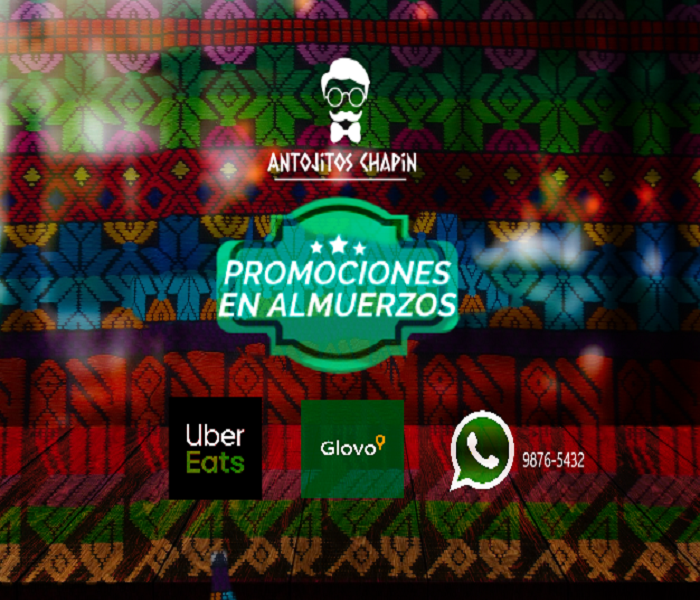 ANTOJITOS CHAPIN
PROMOCIONES
EN ALMUERZOS
Uber
Eats
Glovo
9876-5432